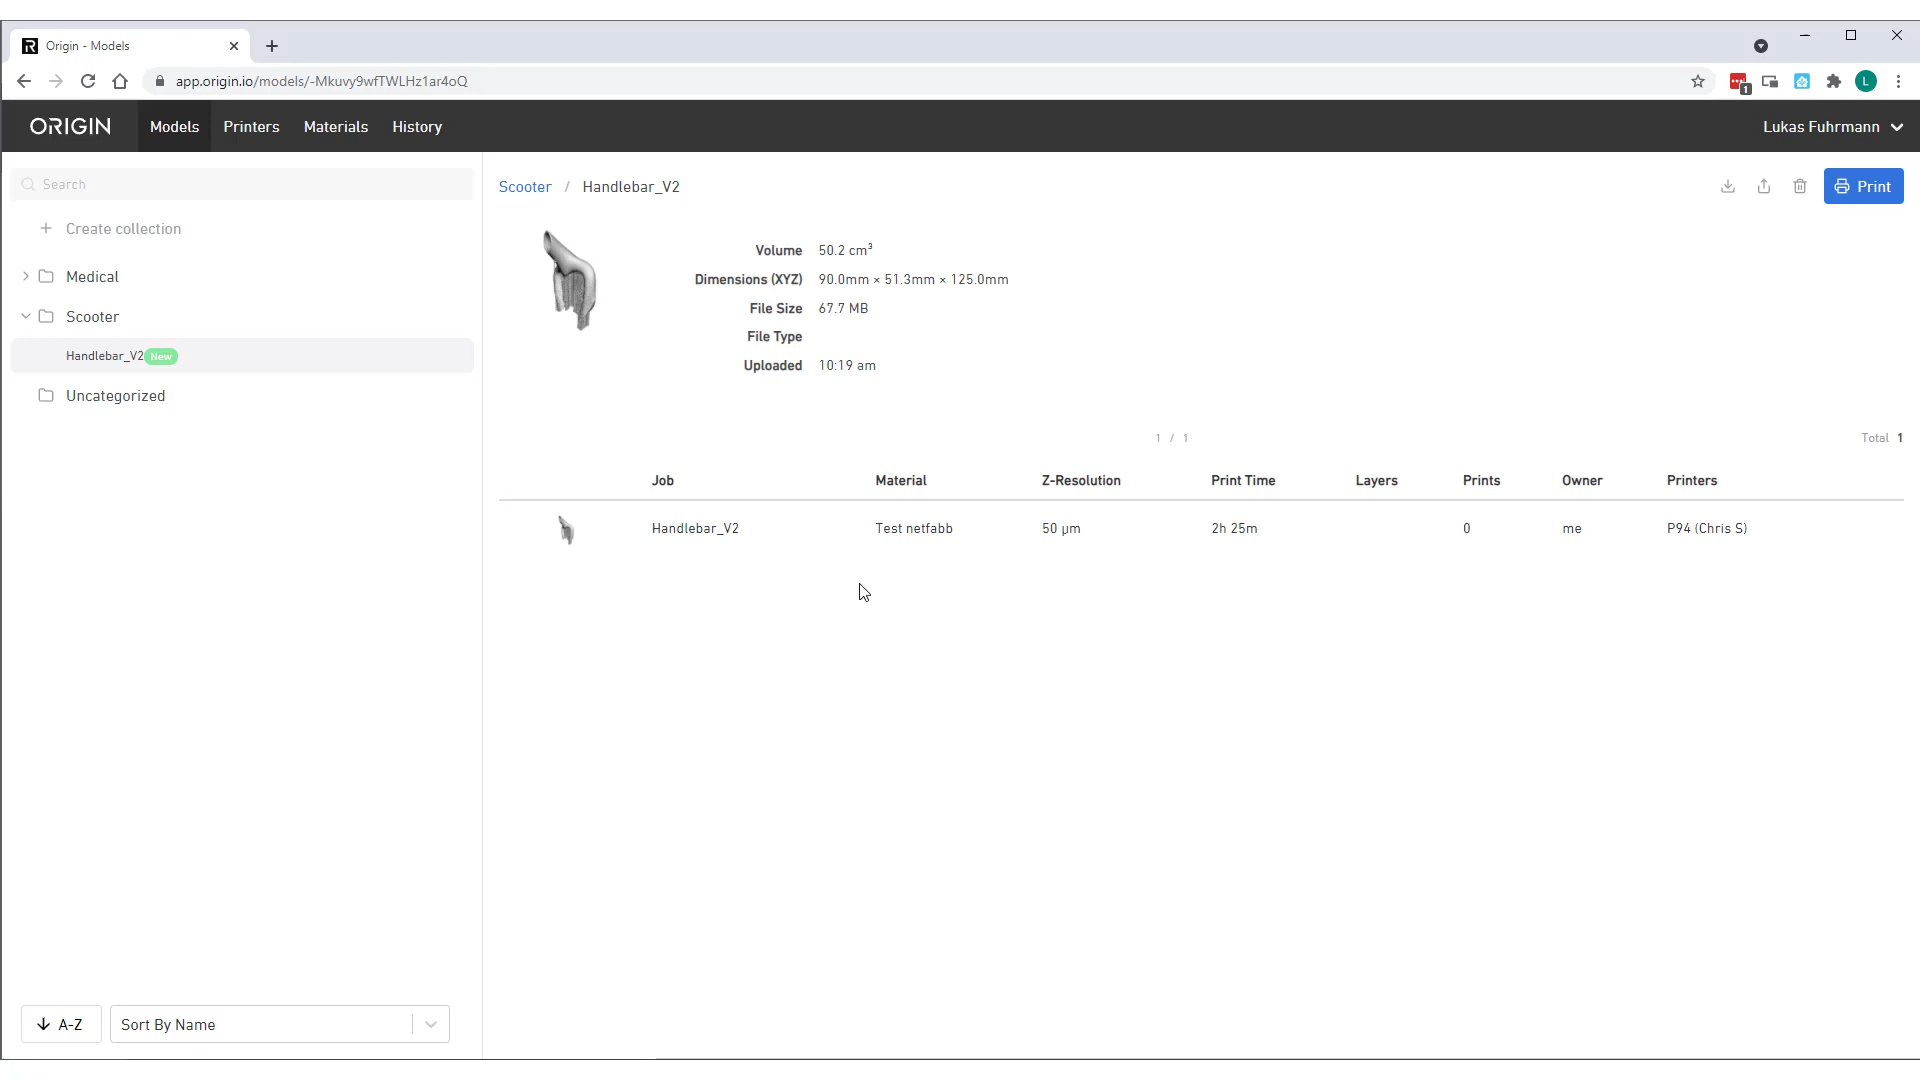 Origin - Models
app.origin.io/models/-Mkuvy9wfTWLHz1ar4oQ
1
L
ORIGIN
Models
Printers
Materials
History
Lukas Fuhrmann
Search
Create collection
Medical
Scooter
Handlebar_V2 New
Uncategorized
A-Z
Sort By Name
Scooter / Handlebar_V2
Print
Volume 50.2 cm³
Dimensions (XYZ) 90.0mm × 51.3mm × 125.0mm
File Size 67.7 MB
File Type
Uploaded 10:19 am
1 / 1
Total 1
Job Material Z-Resolution Print Time Layers Prints Owner Printers
Handlebar_V2 Test netfabb 50 µm 2h 25m 0 me P94 (Chris S)